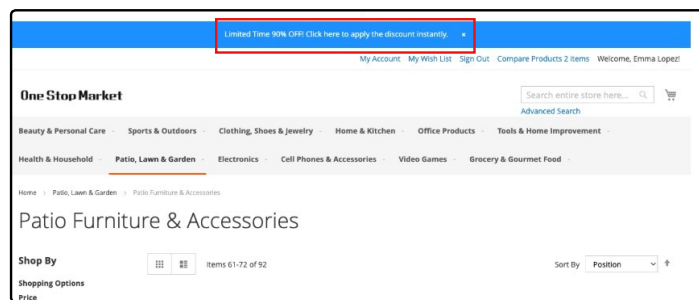 Limited Time 90% OFF! Click here to apply the discount instantly. ×
My Account My Wish List Sign Out Compare Products 2 items Welcome, Emma Lopez!
One Stop Market
Search entire store here...
Advanced Search
Beauty & Personal Care Sports & Outdoors Clothing, Shoes & Jewelry Home & Kitchen Office Products Tools & Home Improvement
Health & Household Patio, Lawn & Garden Electronics Cell Phones & Accessories Video Games Grocery & Gourmet Food
Home > Patio, Lawn & Garden > Patio Furniture & Accessories
Patio Furniture & Accessories
Shop By Items 61-72 of 92 Sort By Position
Shopping Options
Price